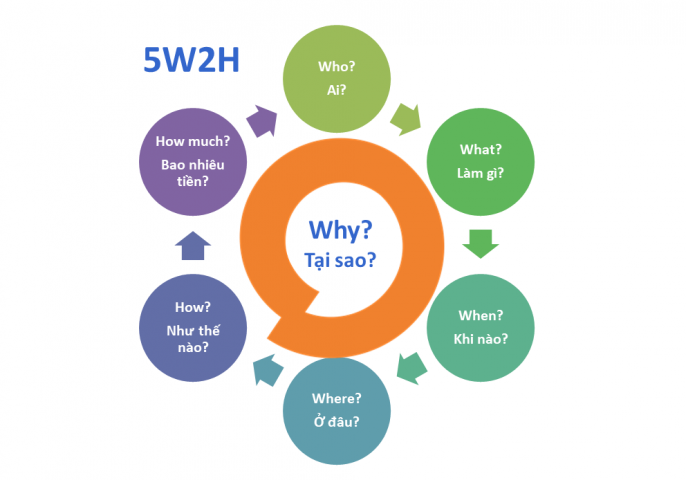 5W2H
Who?
Ai?
What?
Làm gì?
When?
Khi nào?
Where?
Ở đâu?
How?
Như thế
nào?
How much?
Bao nhiêu
tiền?
Why?
Tại sao?